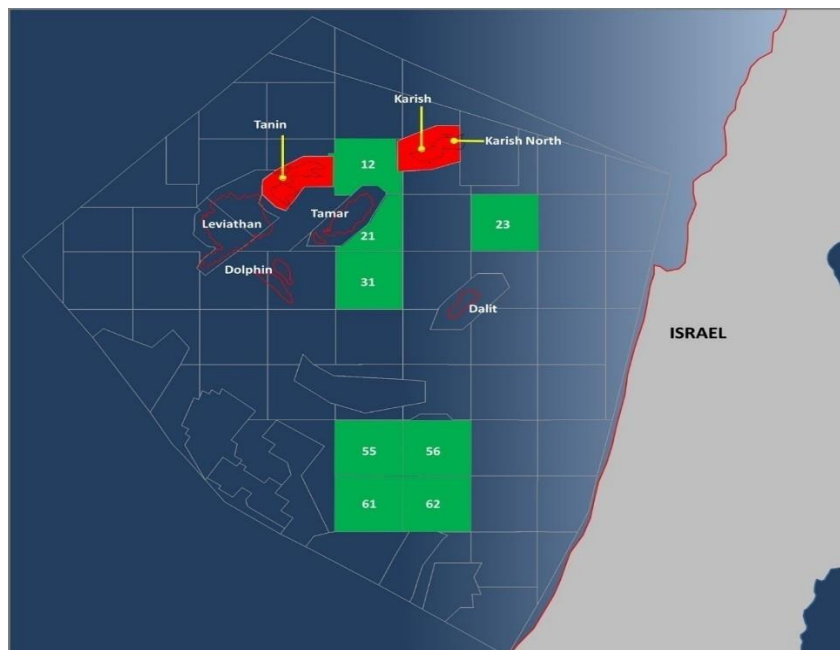 Karish
Tanin
Karish North
12
Leviathan
Tamar
21
23
Dolphin
31
Dalit
ISRAEL
55
56
61
62